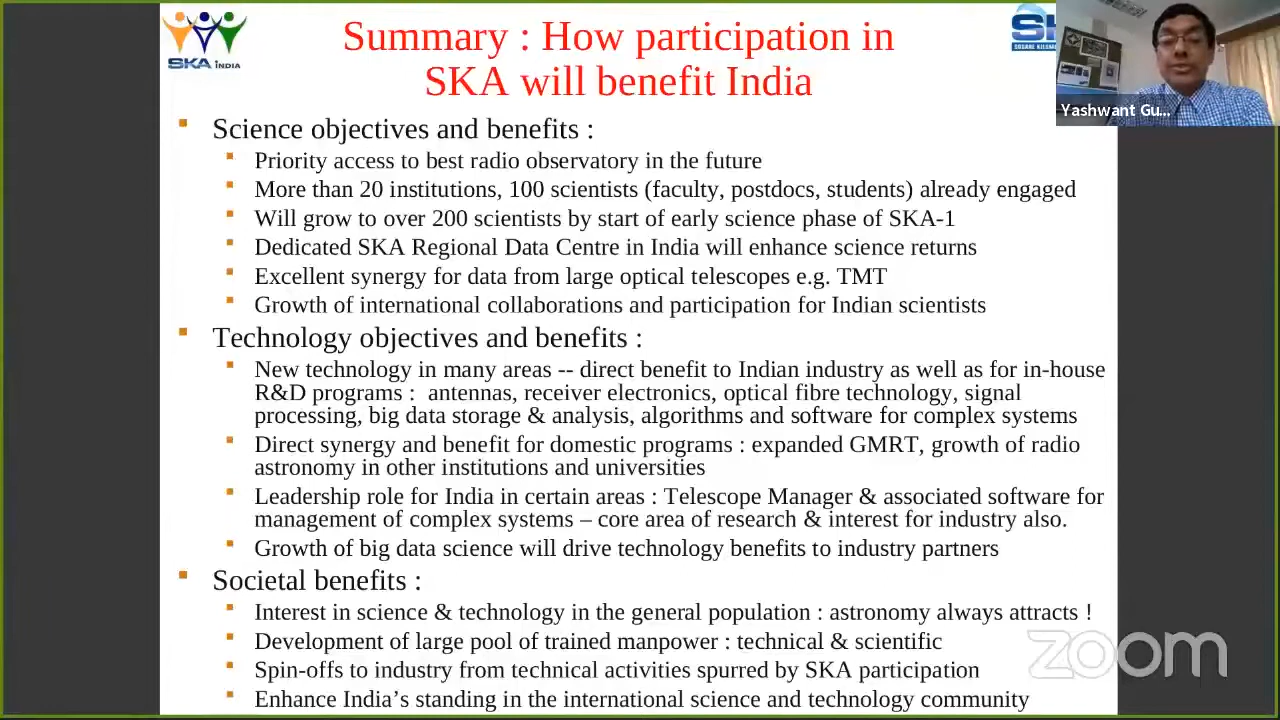 SKA INDIA
Summary : How participation in
SKA will benefit India
Yashwant Gu...
Science objectives and benefits :
Priority access to best radio observatory in the future
More than 20 institutions, 100 scientists (faculty, postdocs, students) already engaged
Will grow to over 200 scientists by start of early science phase of SKA-1
Dedicated SKA Regional Data Centre in India will enhance science returns
Excellent synergy for data from large optical telescopes e.g. TMT
Growth of international collaborations and participation for Indian scientists
Technology objectives and benefits :
New technology in many areas -- direct benefit to Indian industry as well as for in-house
R&D programs : antennas, receiver electronics, optical fibre technology, signal
processing, big data storage & analysis, algorithms and software for complex systems
Direct synergy and benefit for domestic programs : expanded GMRT, growth of radio
astronomy in other institutions and universities
Leadership role for India in certain areas : Telescope Manager & associated software for
management of complex systems – core area of research & interest for industry also.
Growth of big data science will drive technology benefits to industry partners
Societal benefits :
Interest in science & technology in the general population : astronomy always attracts !
Development of large pool of trained manpower : technical & scientific
Spin-offs to industry from technical activities spurred by SKA participation
Enhance India’s standing in the international science and technology community
zoom